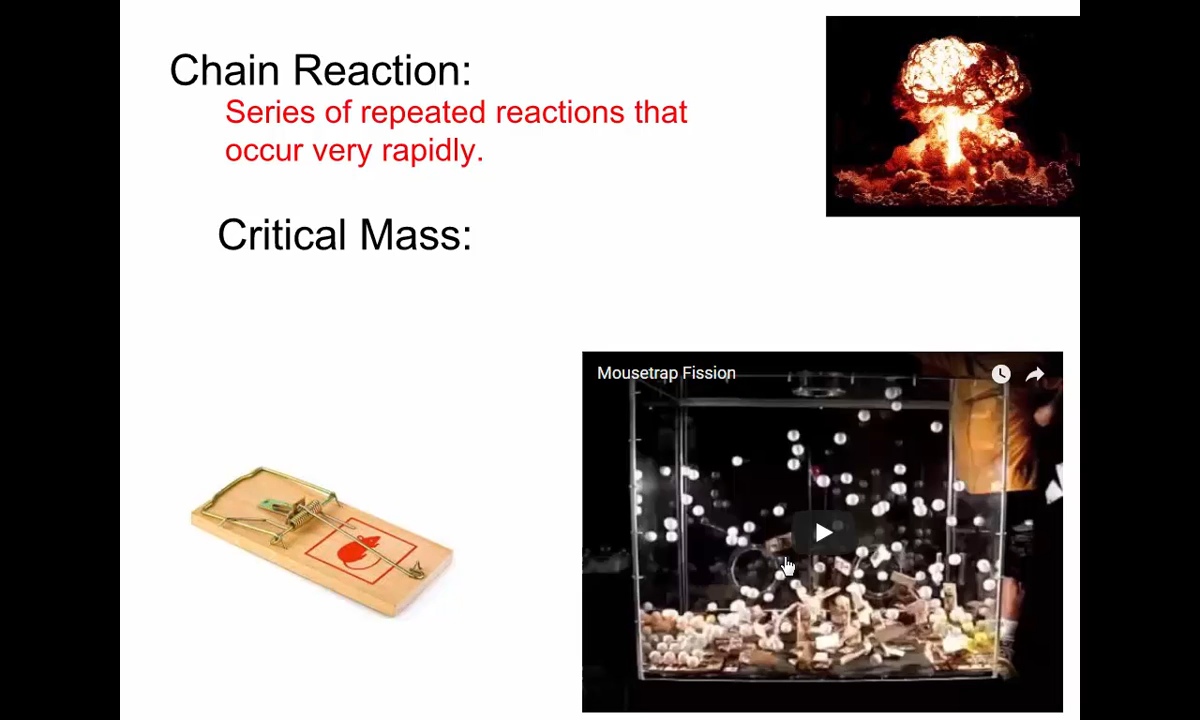 Chain Reaction:
Series of repeated reactions that
occur very rapidly.
Critical Mass:
Mousetrap Fission